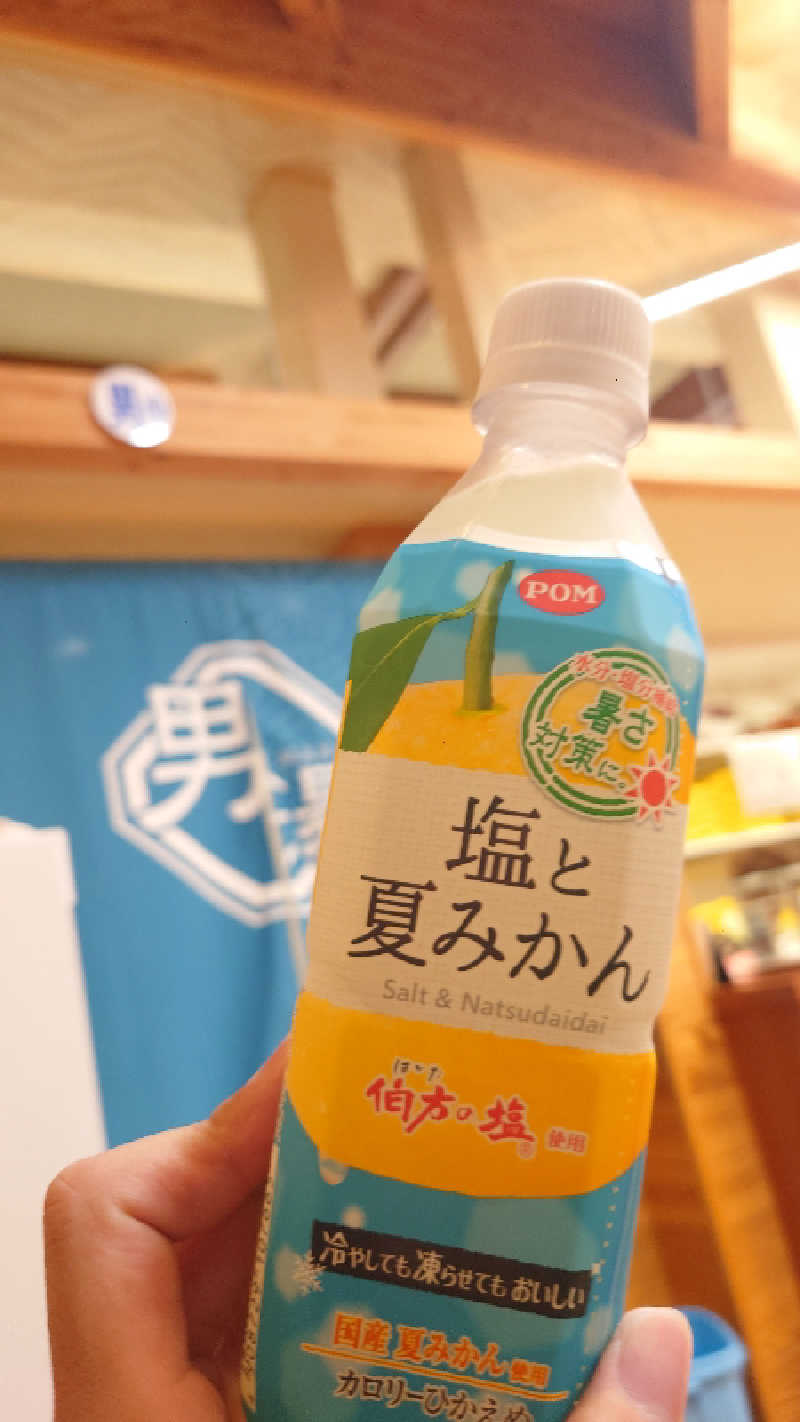 男
男
POM
水分・塩分補給
暑さ
対策に。
塩と
夏みかん
Salt & Natsudaidai
はかた
伯方の塩® 使用
冷やしても凍らせても おいしい
国産 夏みかん 使用
カロリーひかえめ